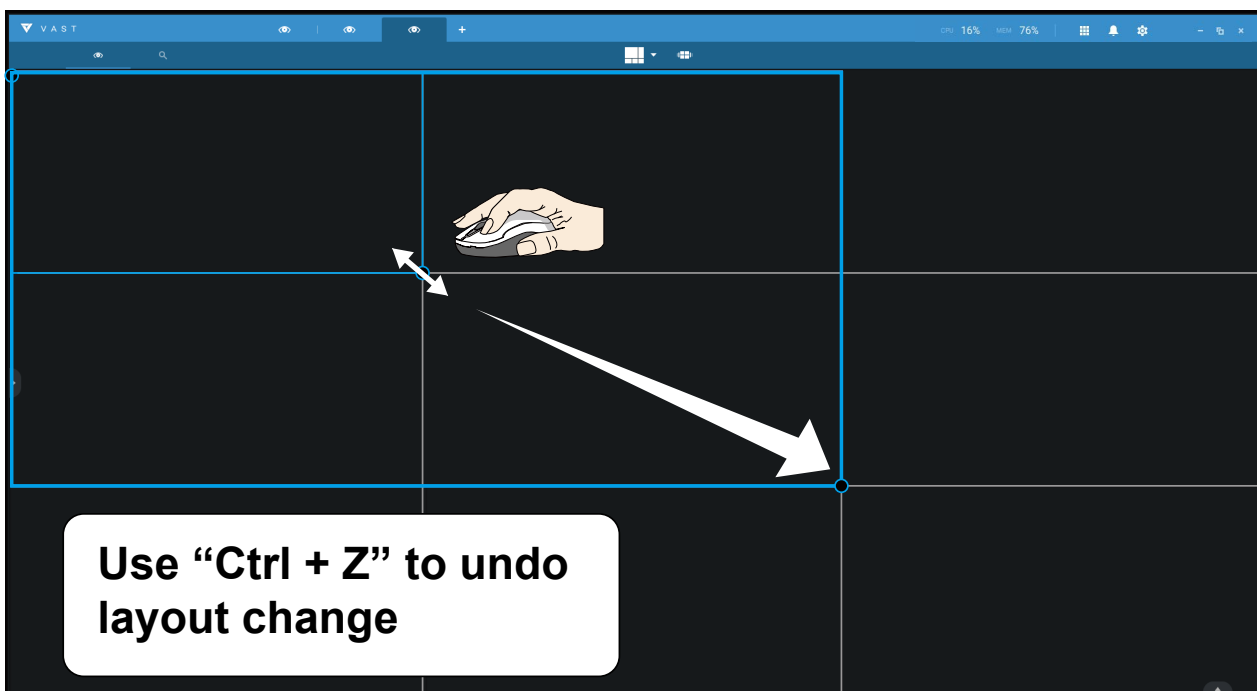 VAST
CPU 16% MEM 76%
Use “Ctrl + Z” to undo
layout change